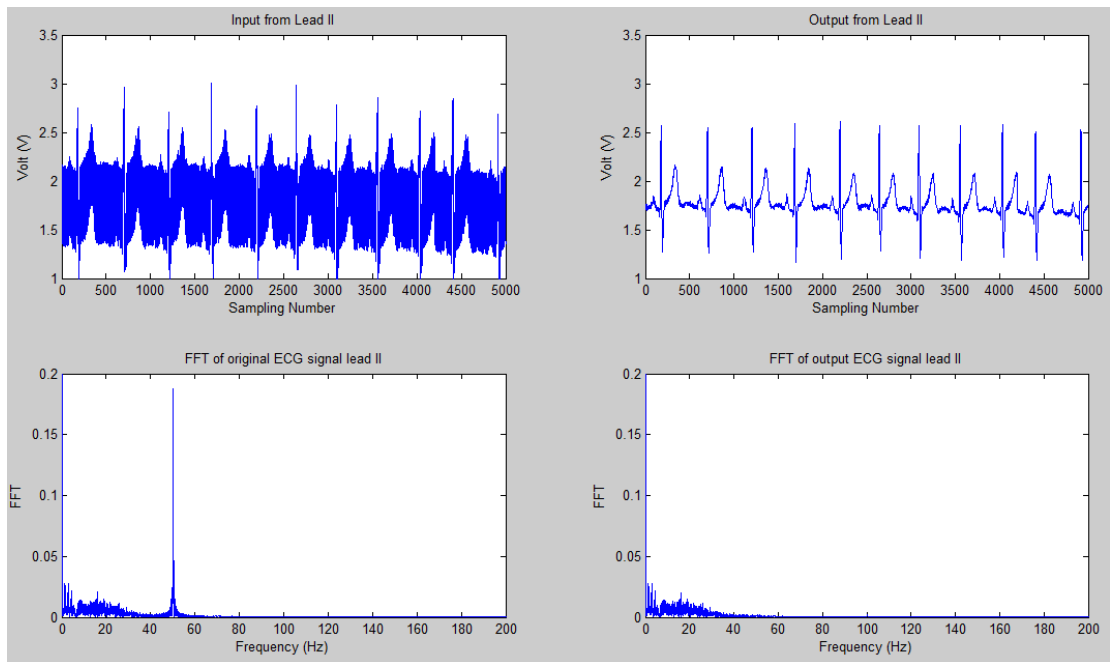 Input from Lead II
3.5
3
2.5
2
1.5
1
Volt (V)
0 500 1000 1500 2000 2500 3000 3500 4000 4500 5000
Sampling Number
Output from Lead II
3.5
3
2.5
2
1.5
1
Volt (V)
0 500 1000 1500 2000 2500 3000 3500 4000 4500 5000
Sampling Number
FFT of original ECG signal lead II
0.2
0.15
0.1
0.05
0
FFT
0 20 40 60 80 100 120 140 160 180 200
Frequency (Hz)
FFT of output ECG signal lead II
0.2
0.15
0.1
0.05
0
FFT
0 20 40 60 80 100 120 140 160 180 200
Frequency (Hz)